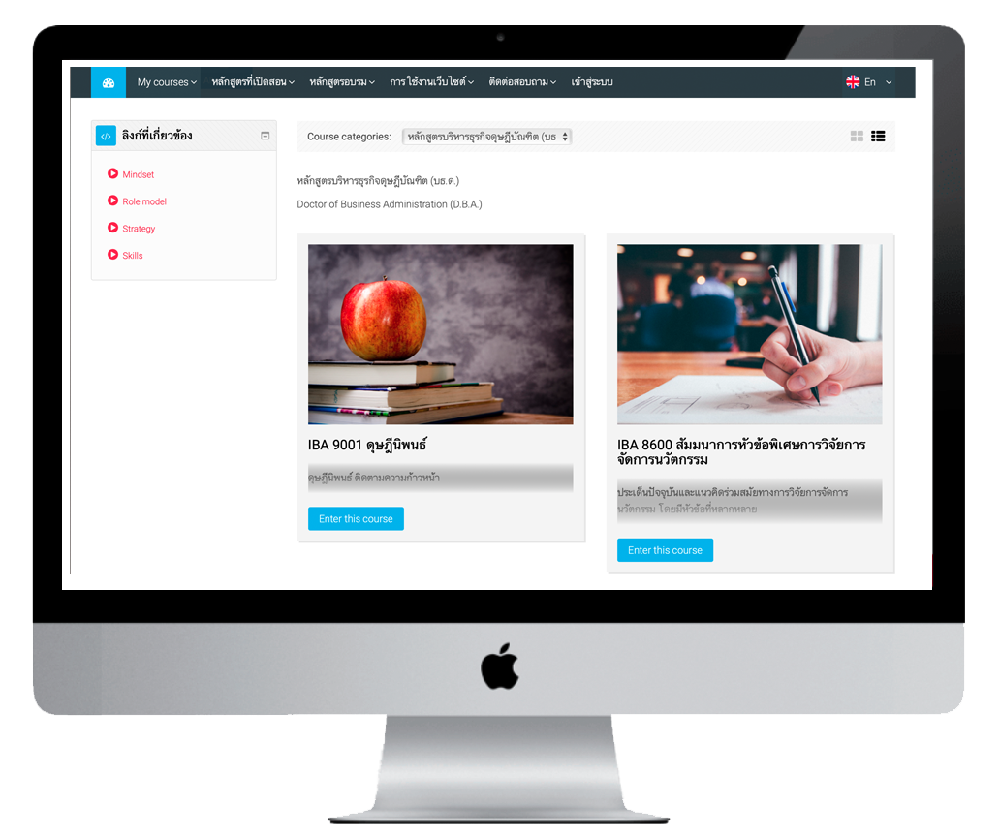 My courses หลักสูตรที่เปิดสอน หลักสูตรอบรม การใช้งานเว็บไซต์ ติดต่อสอบถาม เข้าสู่ระบบ En
ลิงก์ที่เกี่ยวข้อง
Mindset
Role model
Strategy
Skills
Course categories: หลักสูตรบริหารธุรกิจดุษฎีบัณฑิต (บธ
หลักสูตรบริหารธุรกิจดุษฎีบัณฑิต (บธ.ด.)
Doctor of Business Administration (D.B.A.)
IBA 9001 ดุษฎีนิพนธ์
ดุษฎีนิพนธ์ ติดตามความก้าวหน้า
Enter this course
IBA 8600 สัมมนาการหัวข้อพิเศษการวิจัยการ
จัดการนวัตกรรม
ประเด็นปัจจุบันและแนวคิดร่วมสมัยทางการวิจัยการจัดการ
นวัตกรรม โดยมีหัวข้อที่หลากหลาย
Enter this course